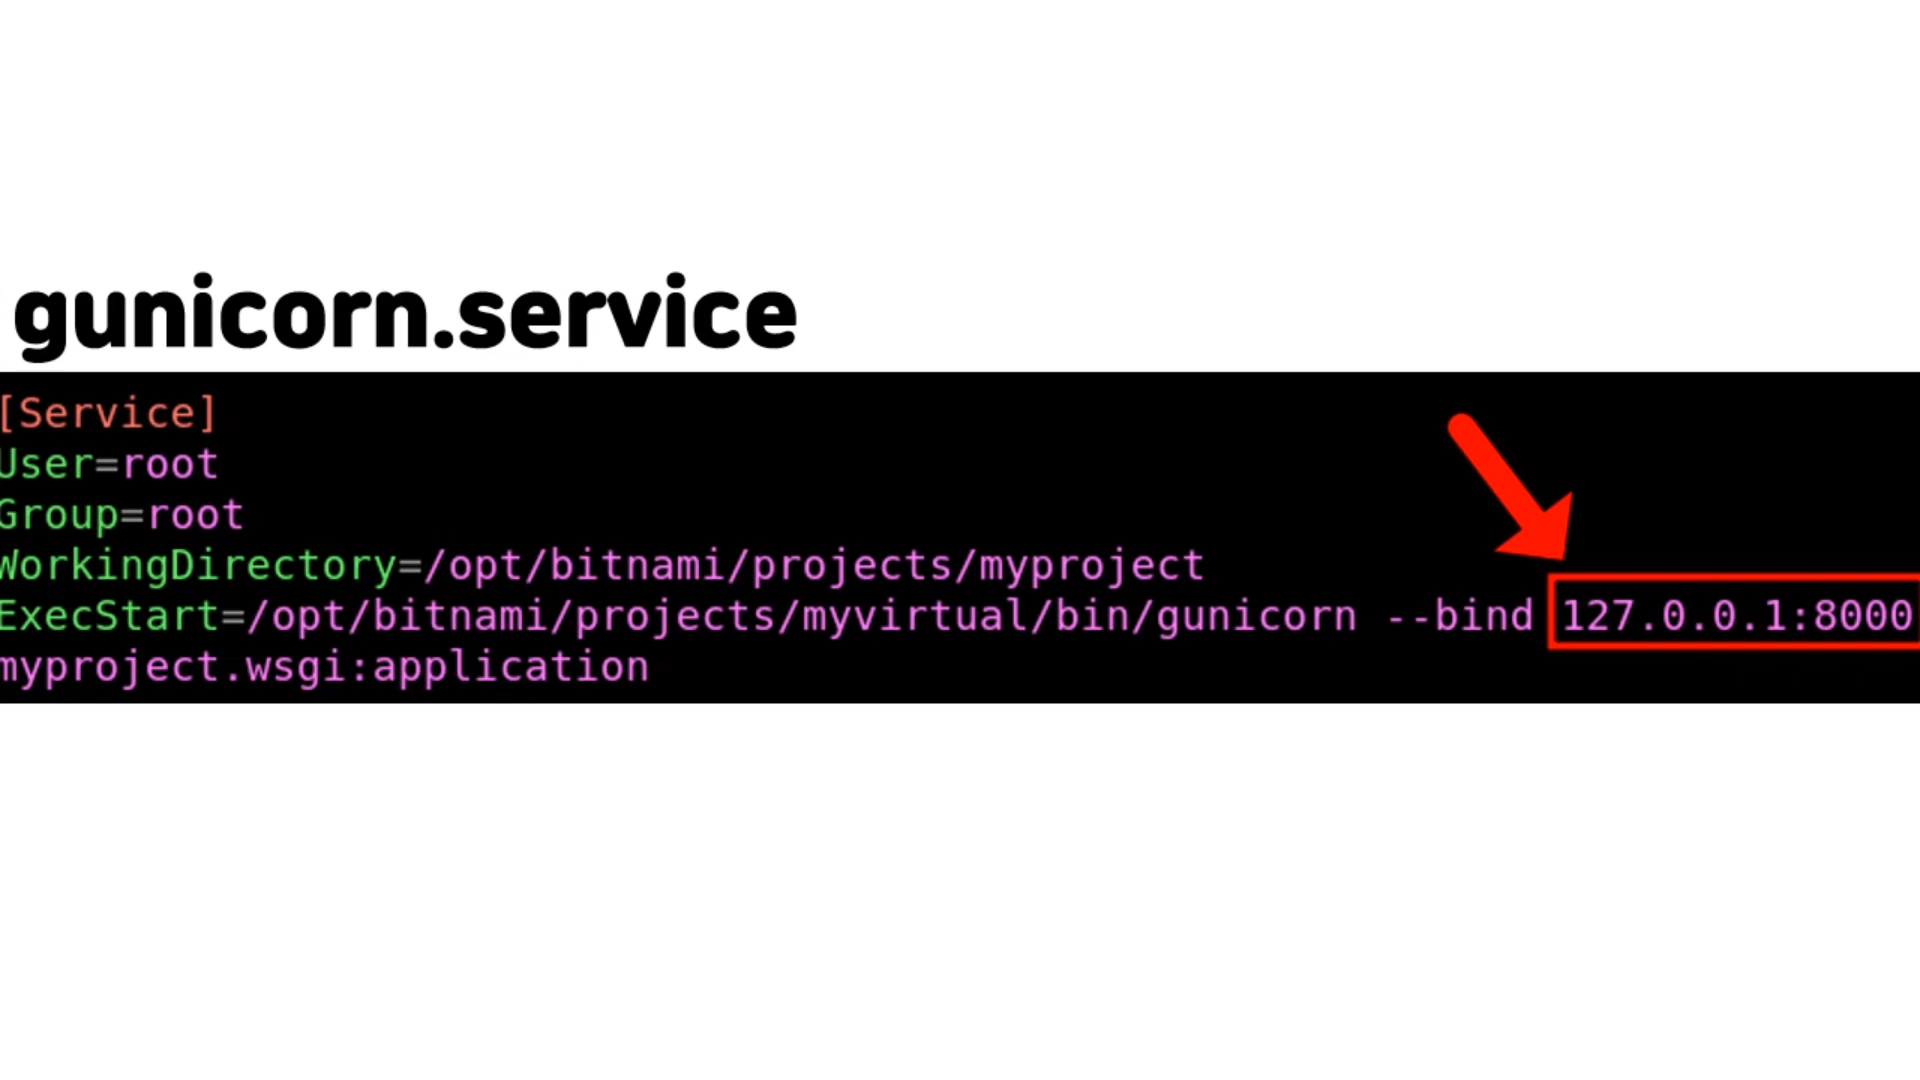 gunicorn.service
[Service]
User=root
Group=root
WorkingDirectory=/opt/bitnami/projects/myproject
ExecStart=/opt/bitnami/projects/myvirtual/bin/gunicorn --bind 127.0.0.1:8000
myproject.wsgi:application